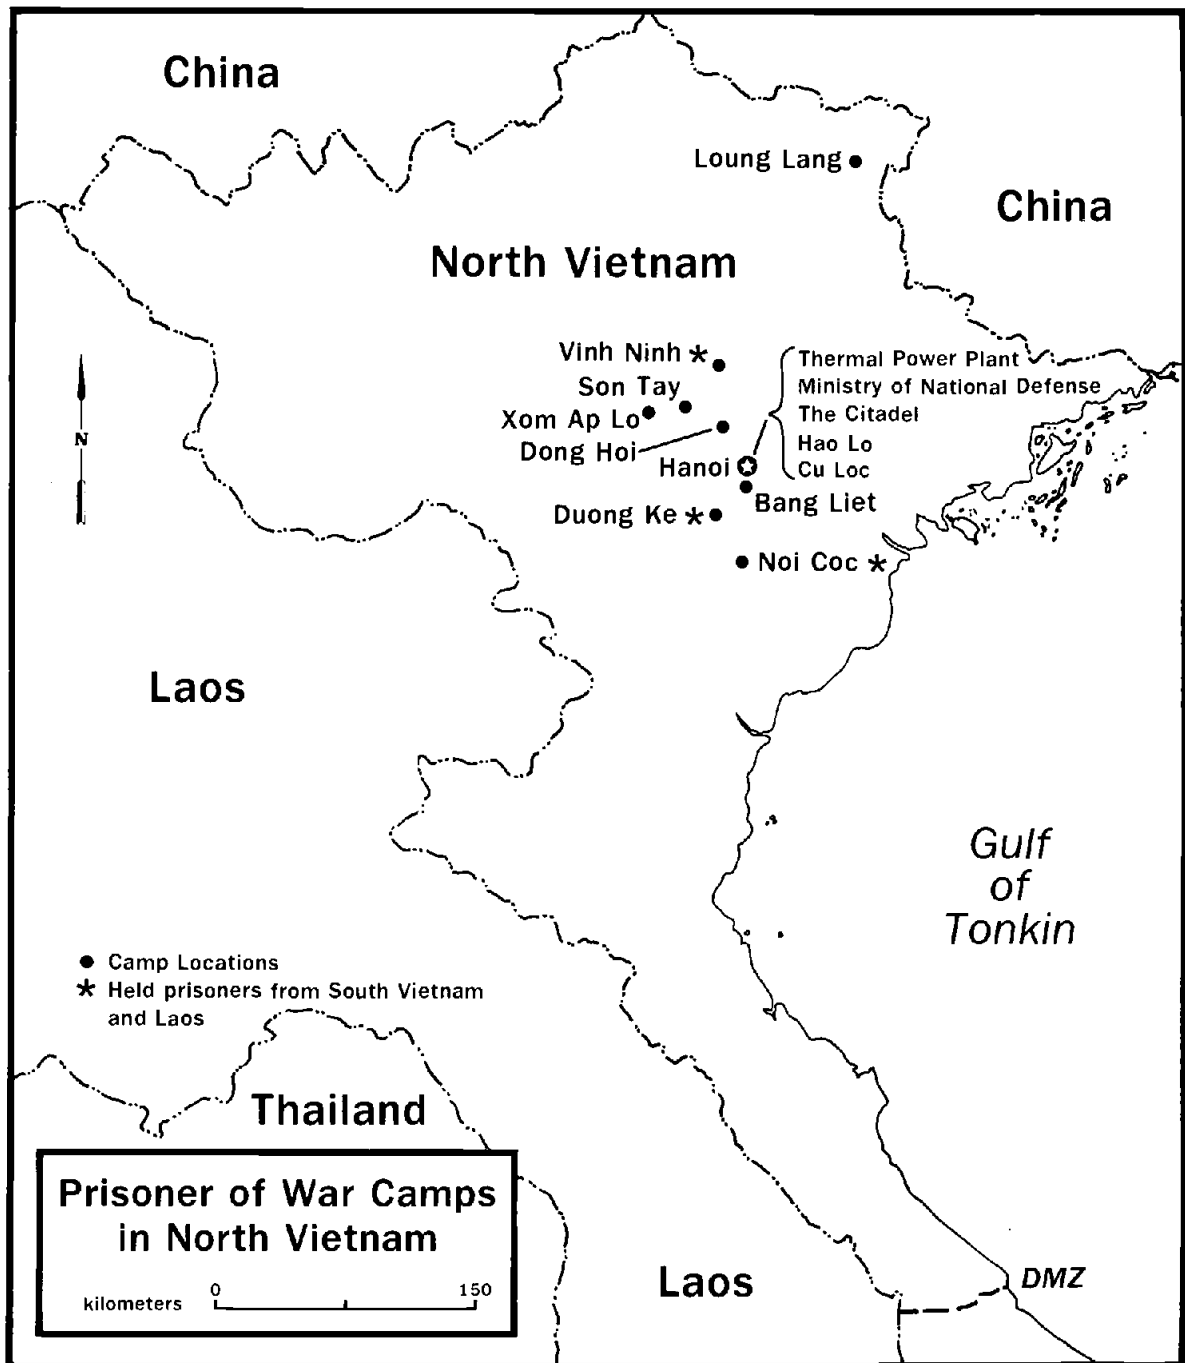 China
Loung Lang
China
North Vietnam
Vinh Ninh *
Thermal Power Plant
Son Tay
Ministry of National Defense
Xom Ap Lo
The Citadel
Dong Hoi
Hao Lo
Hanoi
Cu Loc
N
Bang Liet
Duong Ke *
Noi Coc *
Laos
Gulf
of
Tonkin
● Camp Locations
* Held prisoners from South Vietnam
and Laos
Thailand
Prisoner of War Camps
in North Vietnam
kilometers 0 150
Laos
DMZ